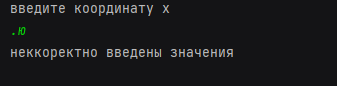 введите координату x
.ю
неккоректно введены значения